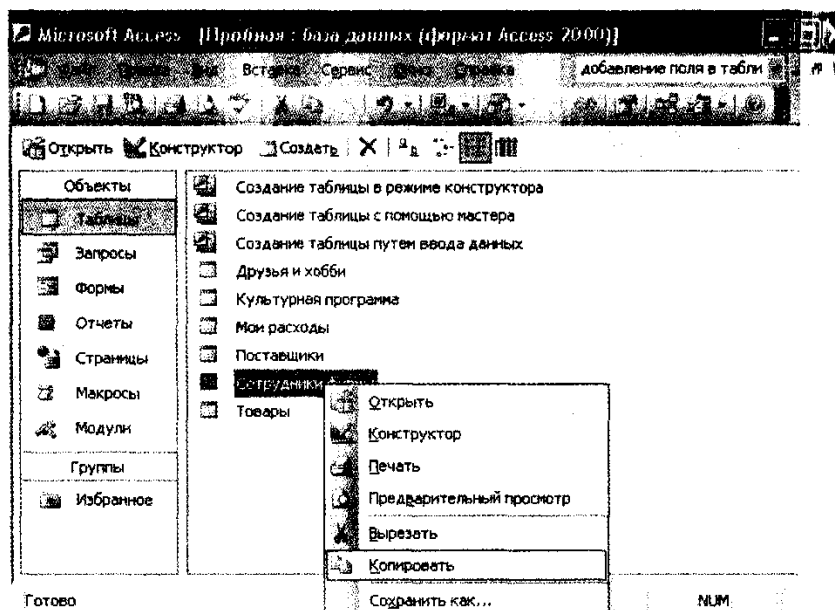 Microsoft Access - [Пробная : база данных (формат Access 2000)]
Вид Вставка Сервис Окно Справка добавление поля в табли
Открыть Конструктор Создать
Объекты
Таблицы
Запросы
Формы
Отчеты
Страницы
Макросы
Модули
Группы
Избранное
Создание таблицы в режиме конструктора
Создание таблицы с помощью мастера
Создание таблицы путем ввода данных
Друзья и хобби
Культурная программа
Мои расходы
Поставщики
Сотрудники
Товары
Открыть
Конструктор
Печать
Предварительный просмотр
Вырезать
Копировать
Сохранить как...
Готово NUM